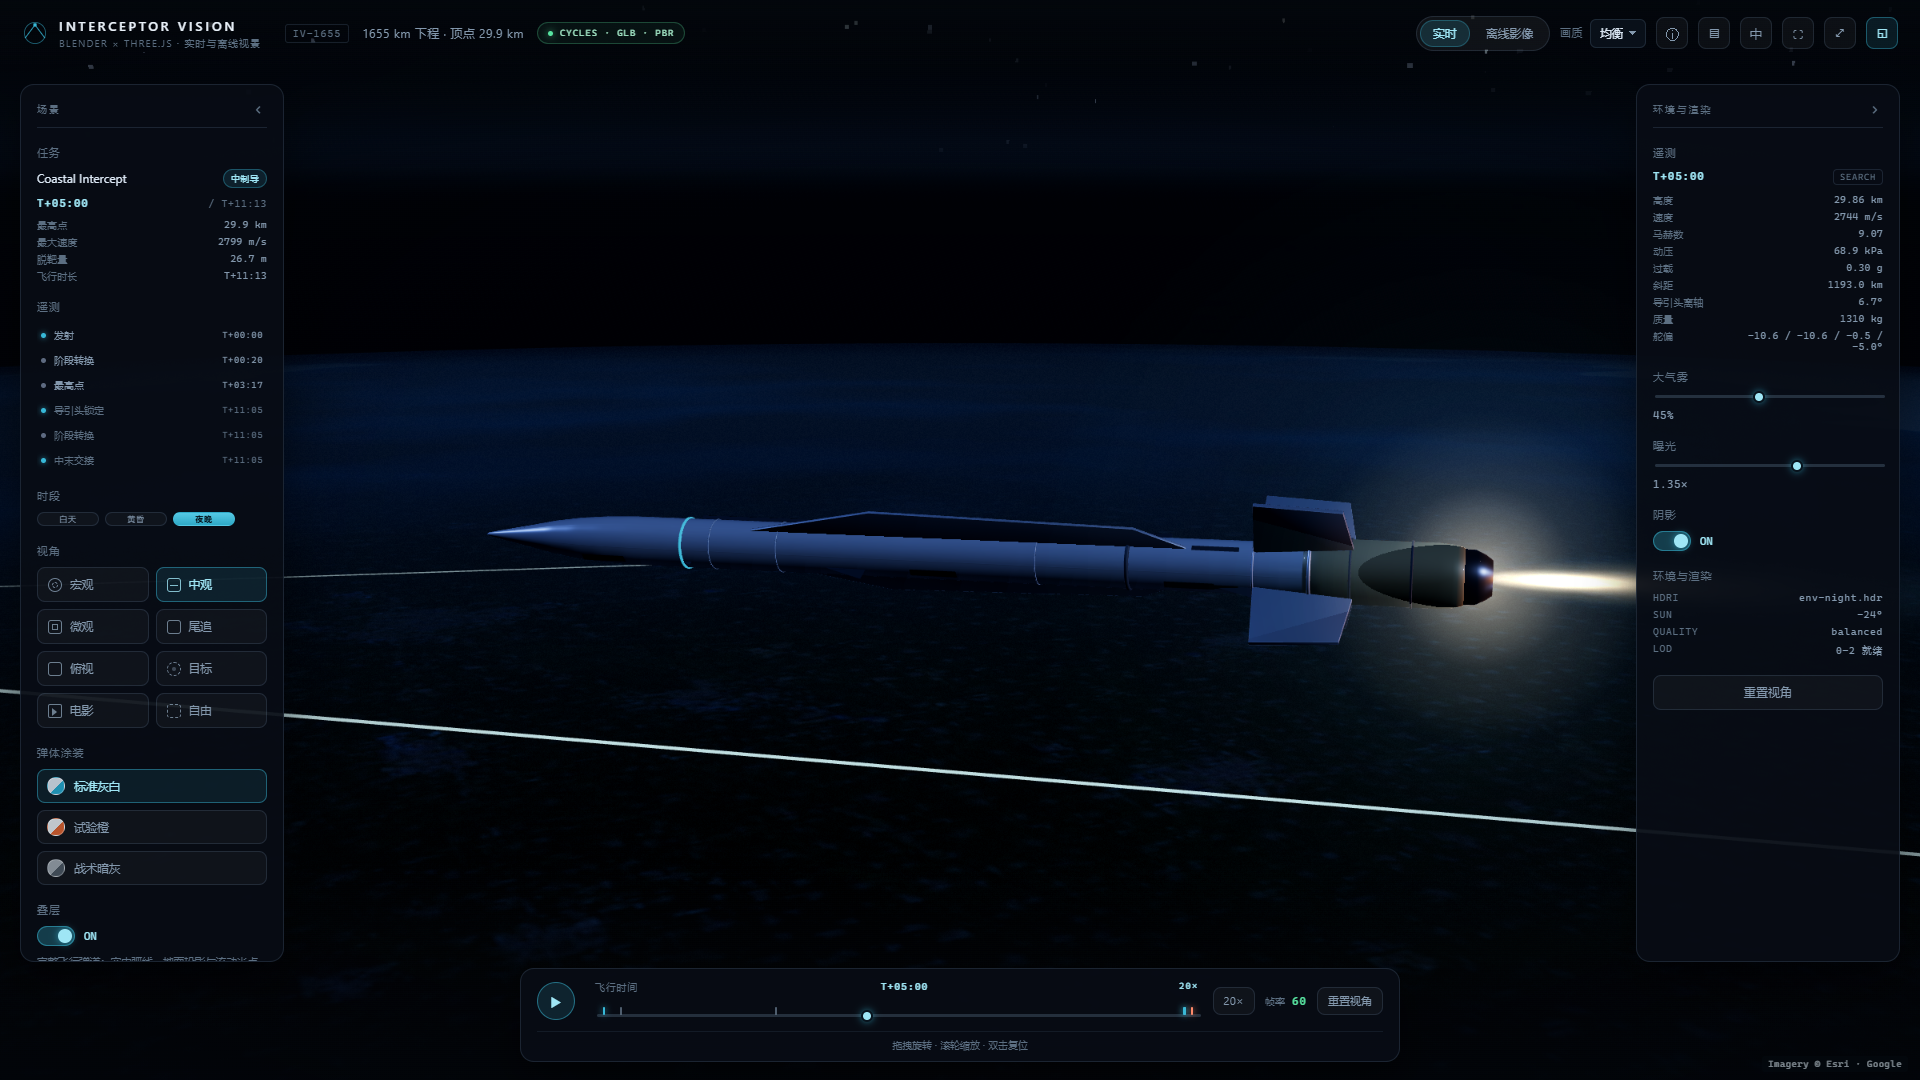 INTERCEPTOR VISION
BLENDER × THREE.JS · 实时与离线视景
IV-1655
1655 km 下程 · 顶点 29.9 km
CYCLES · GLB · PBR
实时
离线影像
画质
均衡
中
场景
任务
Coastal Intercept
中制导
T+05:00
/ T+11:13
最高点
29.9 km
最大速度
2799 m/s
脱靶量
26.7 m
飞行时长
T+11:13
遥测
发射
T+00:00
阶段转换
T+00:20
最高点
T+03:17
导引头锁定
T+11:05
阶段转换
T+11:05
中末交接
T+11:05
时段
白天
黄昏
夜晚
视角
宏观
中观
微观
尾追
俯视
目标
电影
自由
弹体涂装
标准灰白
试验橙
战术暗灰
叠层
ON
环境与渲染
遥测
T+05:00
SEARCH
高度
29.86 km
速度
2744 m/s
马赫数
9.07
动压
68.9 kPa
过载
0.30 g
斜距
1193.0 km
导引头离轴
6.7°
质量
1310 kg
舵偏
-10.6 / -10.6 / -0.5 /
-5.0°
大气雾
45%
曝光
1.35×
阴影
ON
环境与渲染
HDRI
env-night.hdr
SUN
-24°
QUALITY
balanced
LOD
0-2 就绪
重置视角
飞行时间
T+05:00
20×
20×
帧率 60
重置视角
拖拽旋转 · 滚轮缩放 · 双击复位
Imagery © Esri · Google